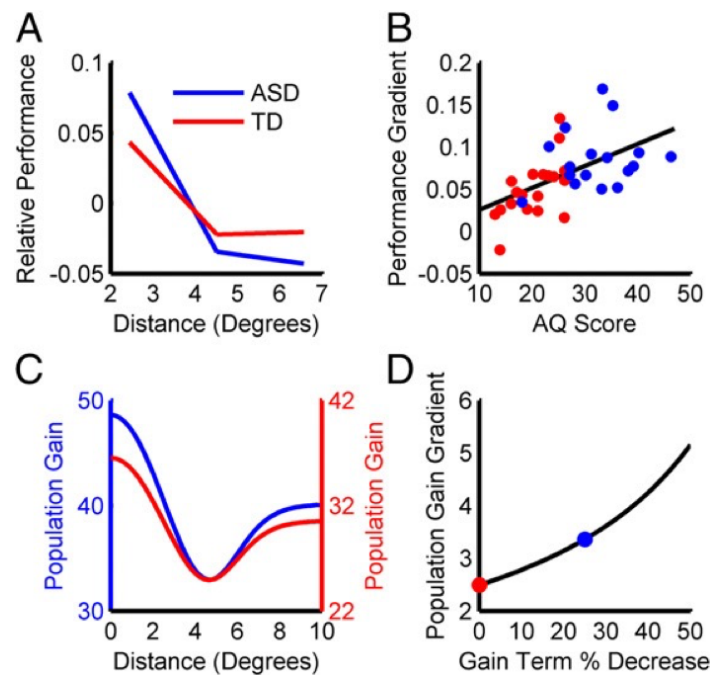 A
Relative Performance
0.1
0.05
0
-0.05
ASD
TD
2 3 4 5 6 7
Distance (Degrees)
B
Performance Gradient
0.2
0.15
0.1
0.05
0
-0.05
10 20 30 40 50
AQ Score
C
Population Gain
50
40
30
42
32
22
Population Gain
0 2 4 6 8 10
Distance (Degrees)
D
Population Gain Gradient
6
5
4
3
2
0 10 20 30 40 50
Gain Term % Decrease